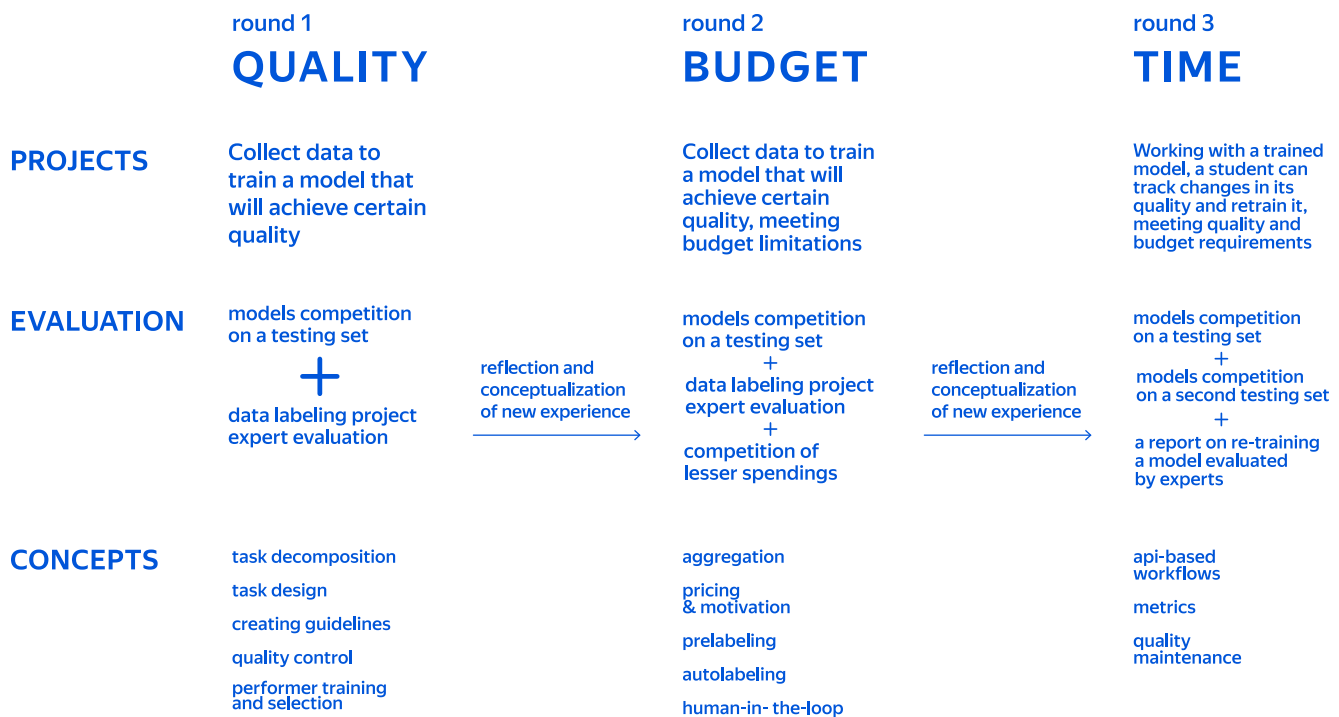 round 1
QUALITY
round 2
BUDGET
round 3
TIME
PROJECTS
Collect data to
train a model that
will achieve certain
quality
Collect data to train
a model that will
achieve certain
quality, meeting
budget limitations
Working with a trained
model, a student can
track changes in its
quality and retrain it,
meeting quality and
budget requirements
EVALUATION
models competition
on a testing set
+
data labeling project
expert evaluation
reflection and
conceptualization
of new experience
models competition
on a testing set
+
data labeling project
expert evaluation
+
competition of
lesser spendings
reflection and
conceptualization
of new experience
models competition
on a testing set
+
models competition
on a second testing set
+
a report on re-training
a model evaluated
by experts
CONCEPTS
task decomposition
task design
creating guidelines
quality control
performer training
and selection
aggregation
pricing
& motivation
prelabeling
autolabeling
human-in- the-loop
api-based
workflows
metrics
quality
maintenance